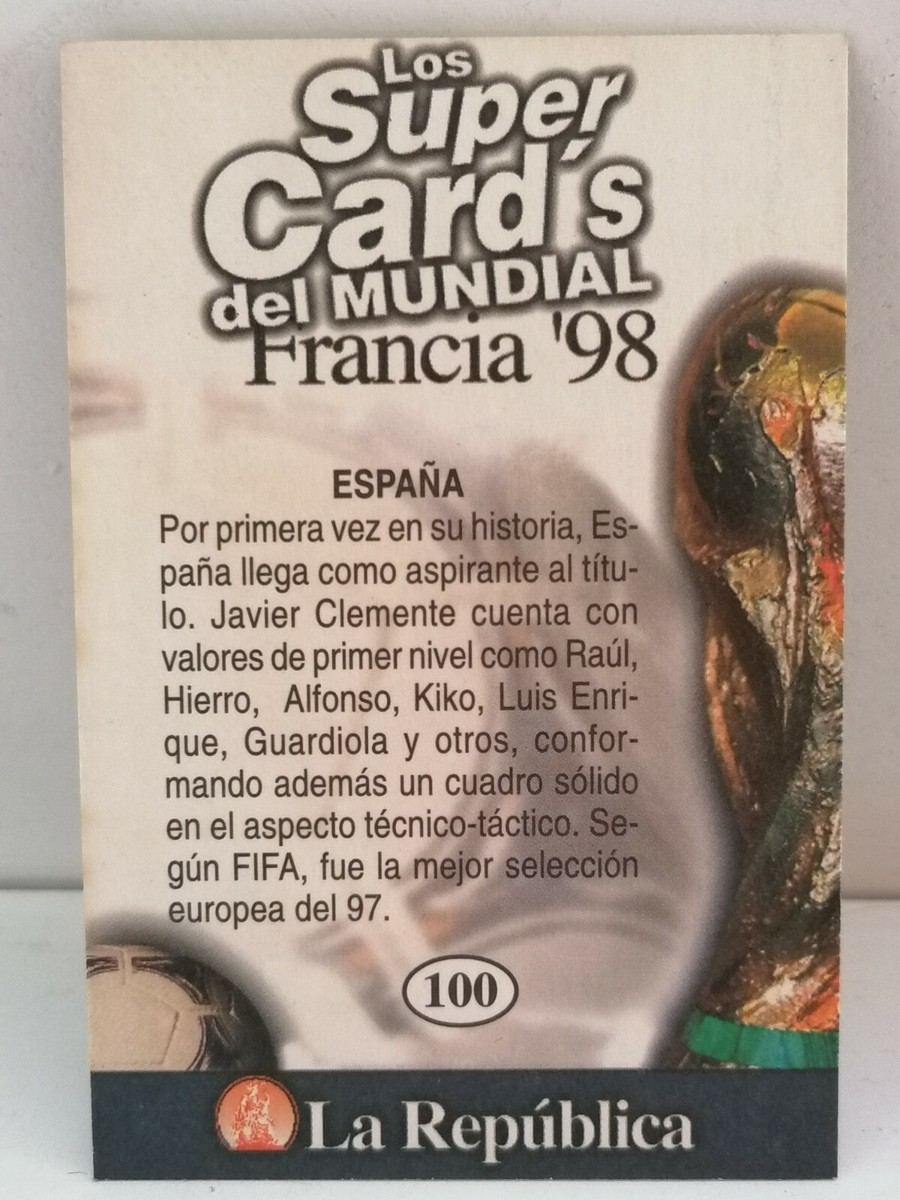 Los
Super
Card´s
del MUNDIAL
Francia '98
ESPAÑA
Por primera vez en su historia, Es-
paña llega como aspirante al títu-
lo. Javier Clemente cuenta con
valores de primer nivel como Raúl,
Hierro, Alfonso, Kiko, Luis Enri-
que, Guardiola y otros, confor-
mando además un cuadro sólido
en el aspecto técnico-táctico. Se-
gún FIFA, fue la mejor selección
europea del 97.
100
La República